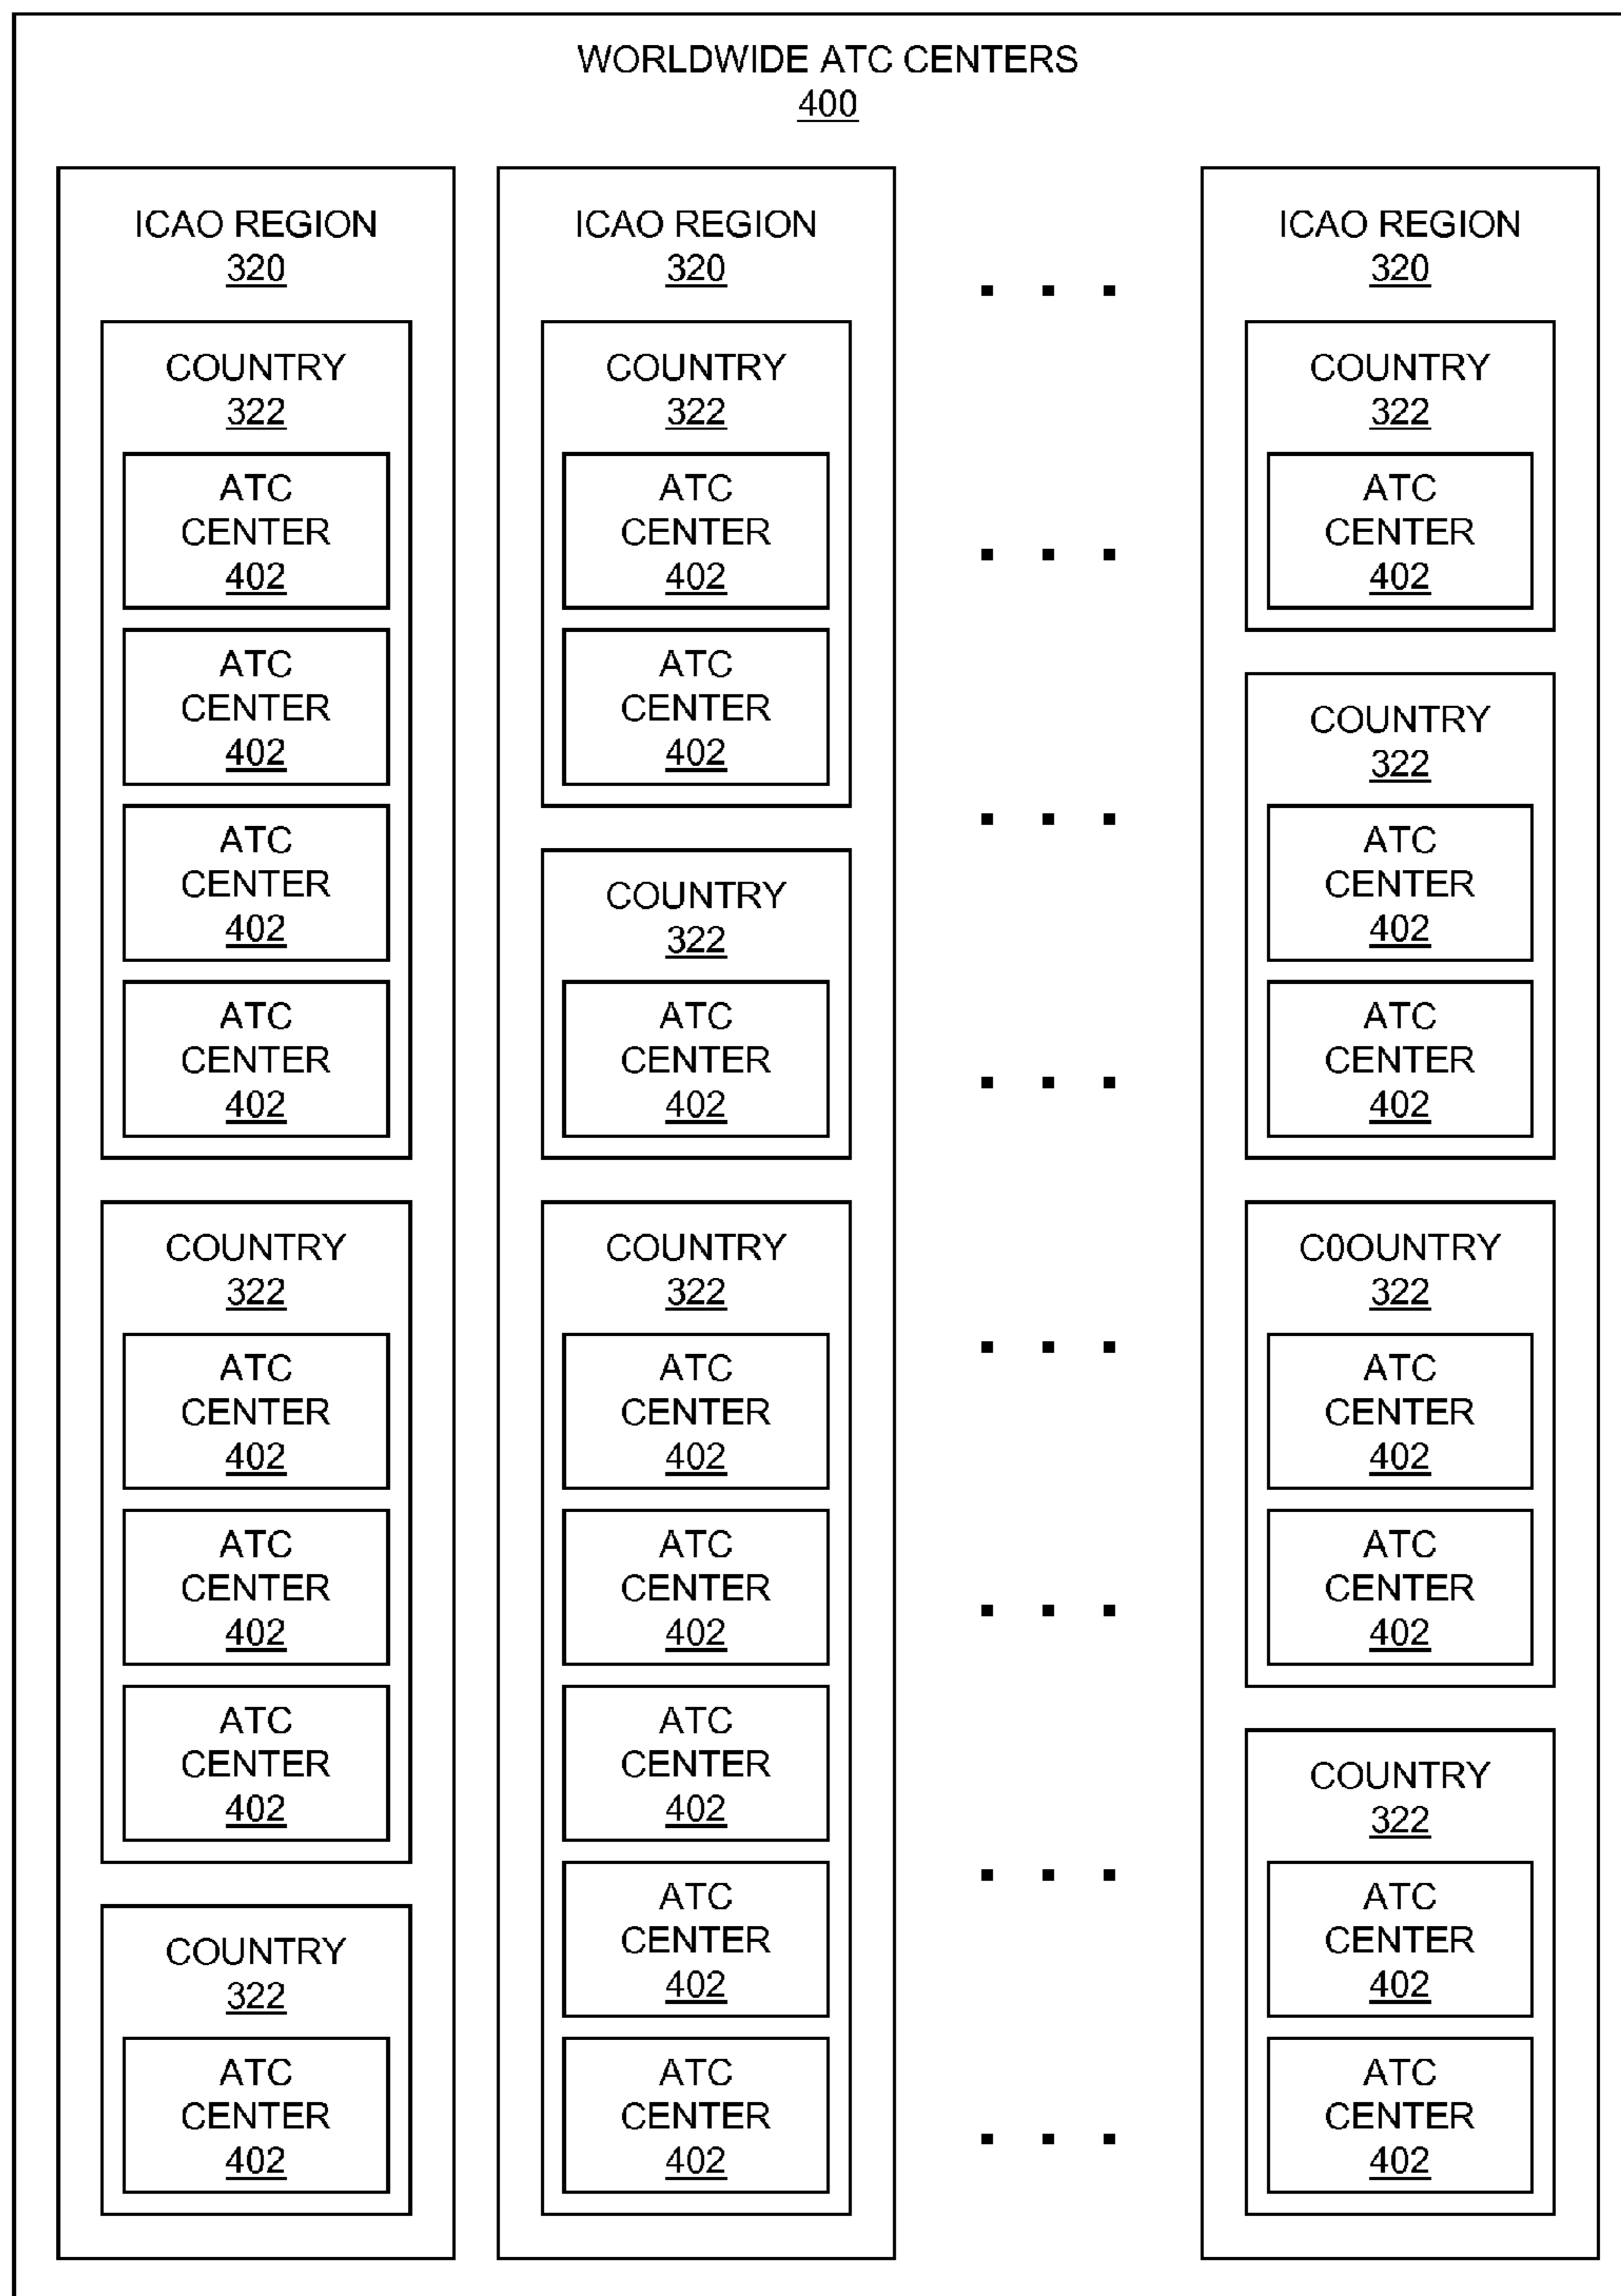 WORLDWIDE ATC CENTERS
400
ICAO REGION
320
COUNTRY
322
ATC
CENTER
402
ATC
CENTER
402
ATC
CENTER
402
ATC
CENTER
402
COUNTRY
322
ATC
CENTER
402
ATC
CENTER
402
ATC
CENTER
402
COUNTRY
322
ATC
CENTER
402
ICAO REGION
320
COUNTRY
322
ATC
CENTER
402
ATC
CENTER
402
COUNTRY
322
ATC
CENTER
402
COUNTRY
322
ATC
CENTER
402
ATC
CENTER
402
ATC
CENTER
402
ATC
CENTER
402
ATC
CENTER
402
. . .
. . .
. . .
. . .
. . .
. . .
. . .
. . .
ICAO REGION
320
COUNTRY
322
ATC
CENTER
402
COUNTRY
322
ATC
CENTER
402
ATC
CENTER
402
C0OUNTRY
322
ATC
CENTER
402
ATC
CENTER
402
COUNTRY
322
ATC
CENTER
402
ATC
CENTER
402